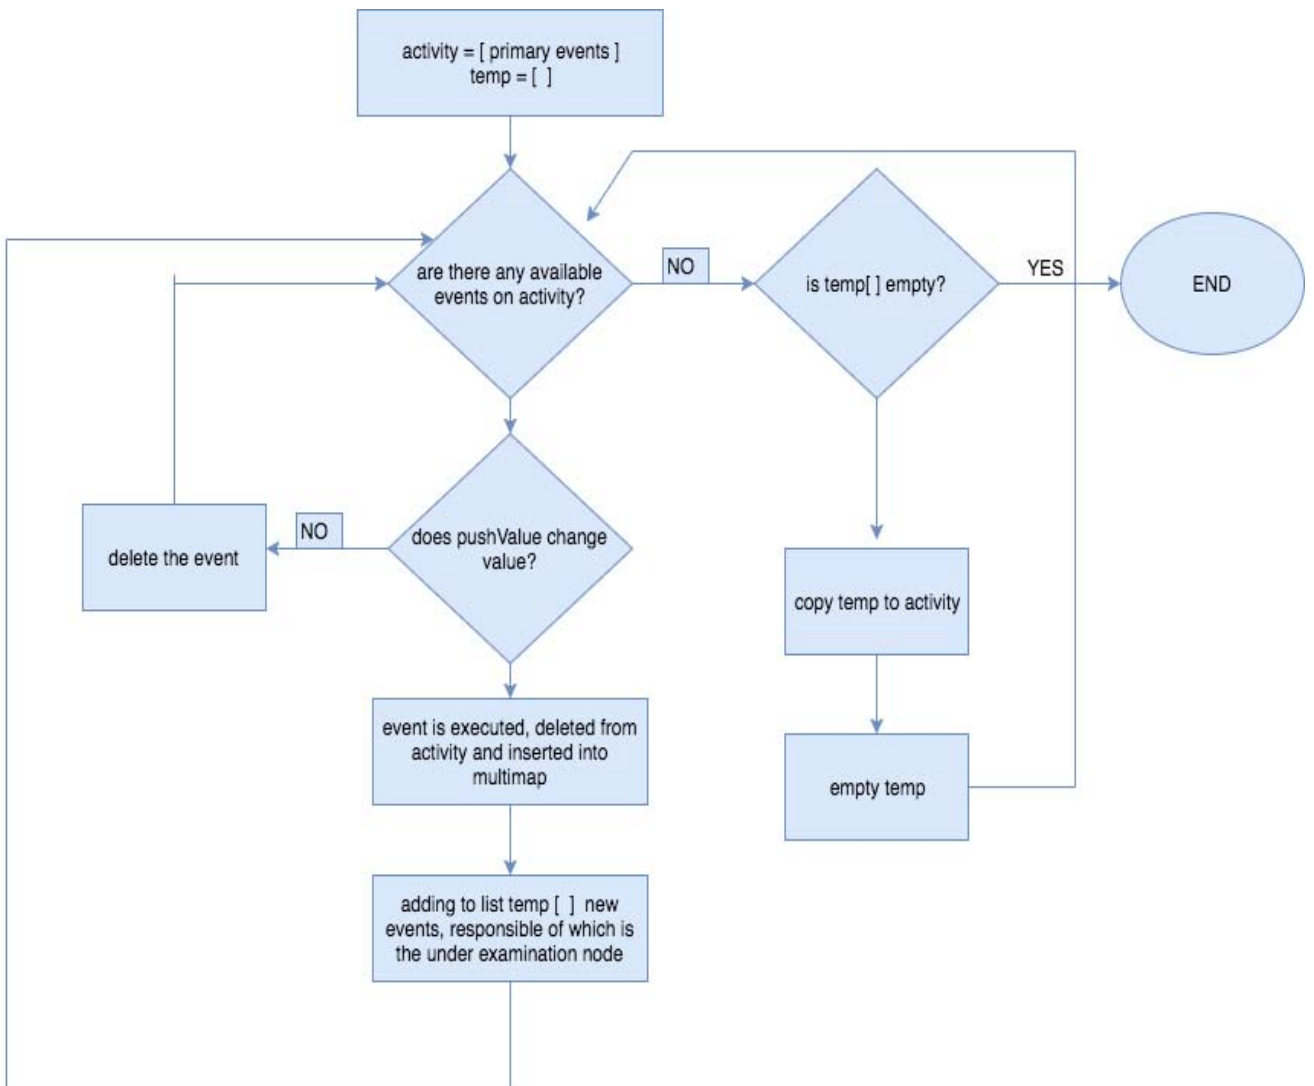 activity = [ primary events ]
temp = [  ]
are there any available
events on activity?
NO
is temp[ ] empty?
YES
END
does pushValue change
value?
NO
delete the event
copy temp to activity
event is executed, deleted from
activity and inserted into
multimap
empty temp
adding to list temp [  ]  new
events, responsible of which is
the under examination node